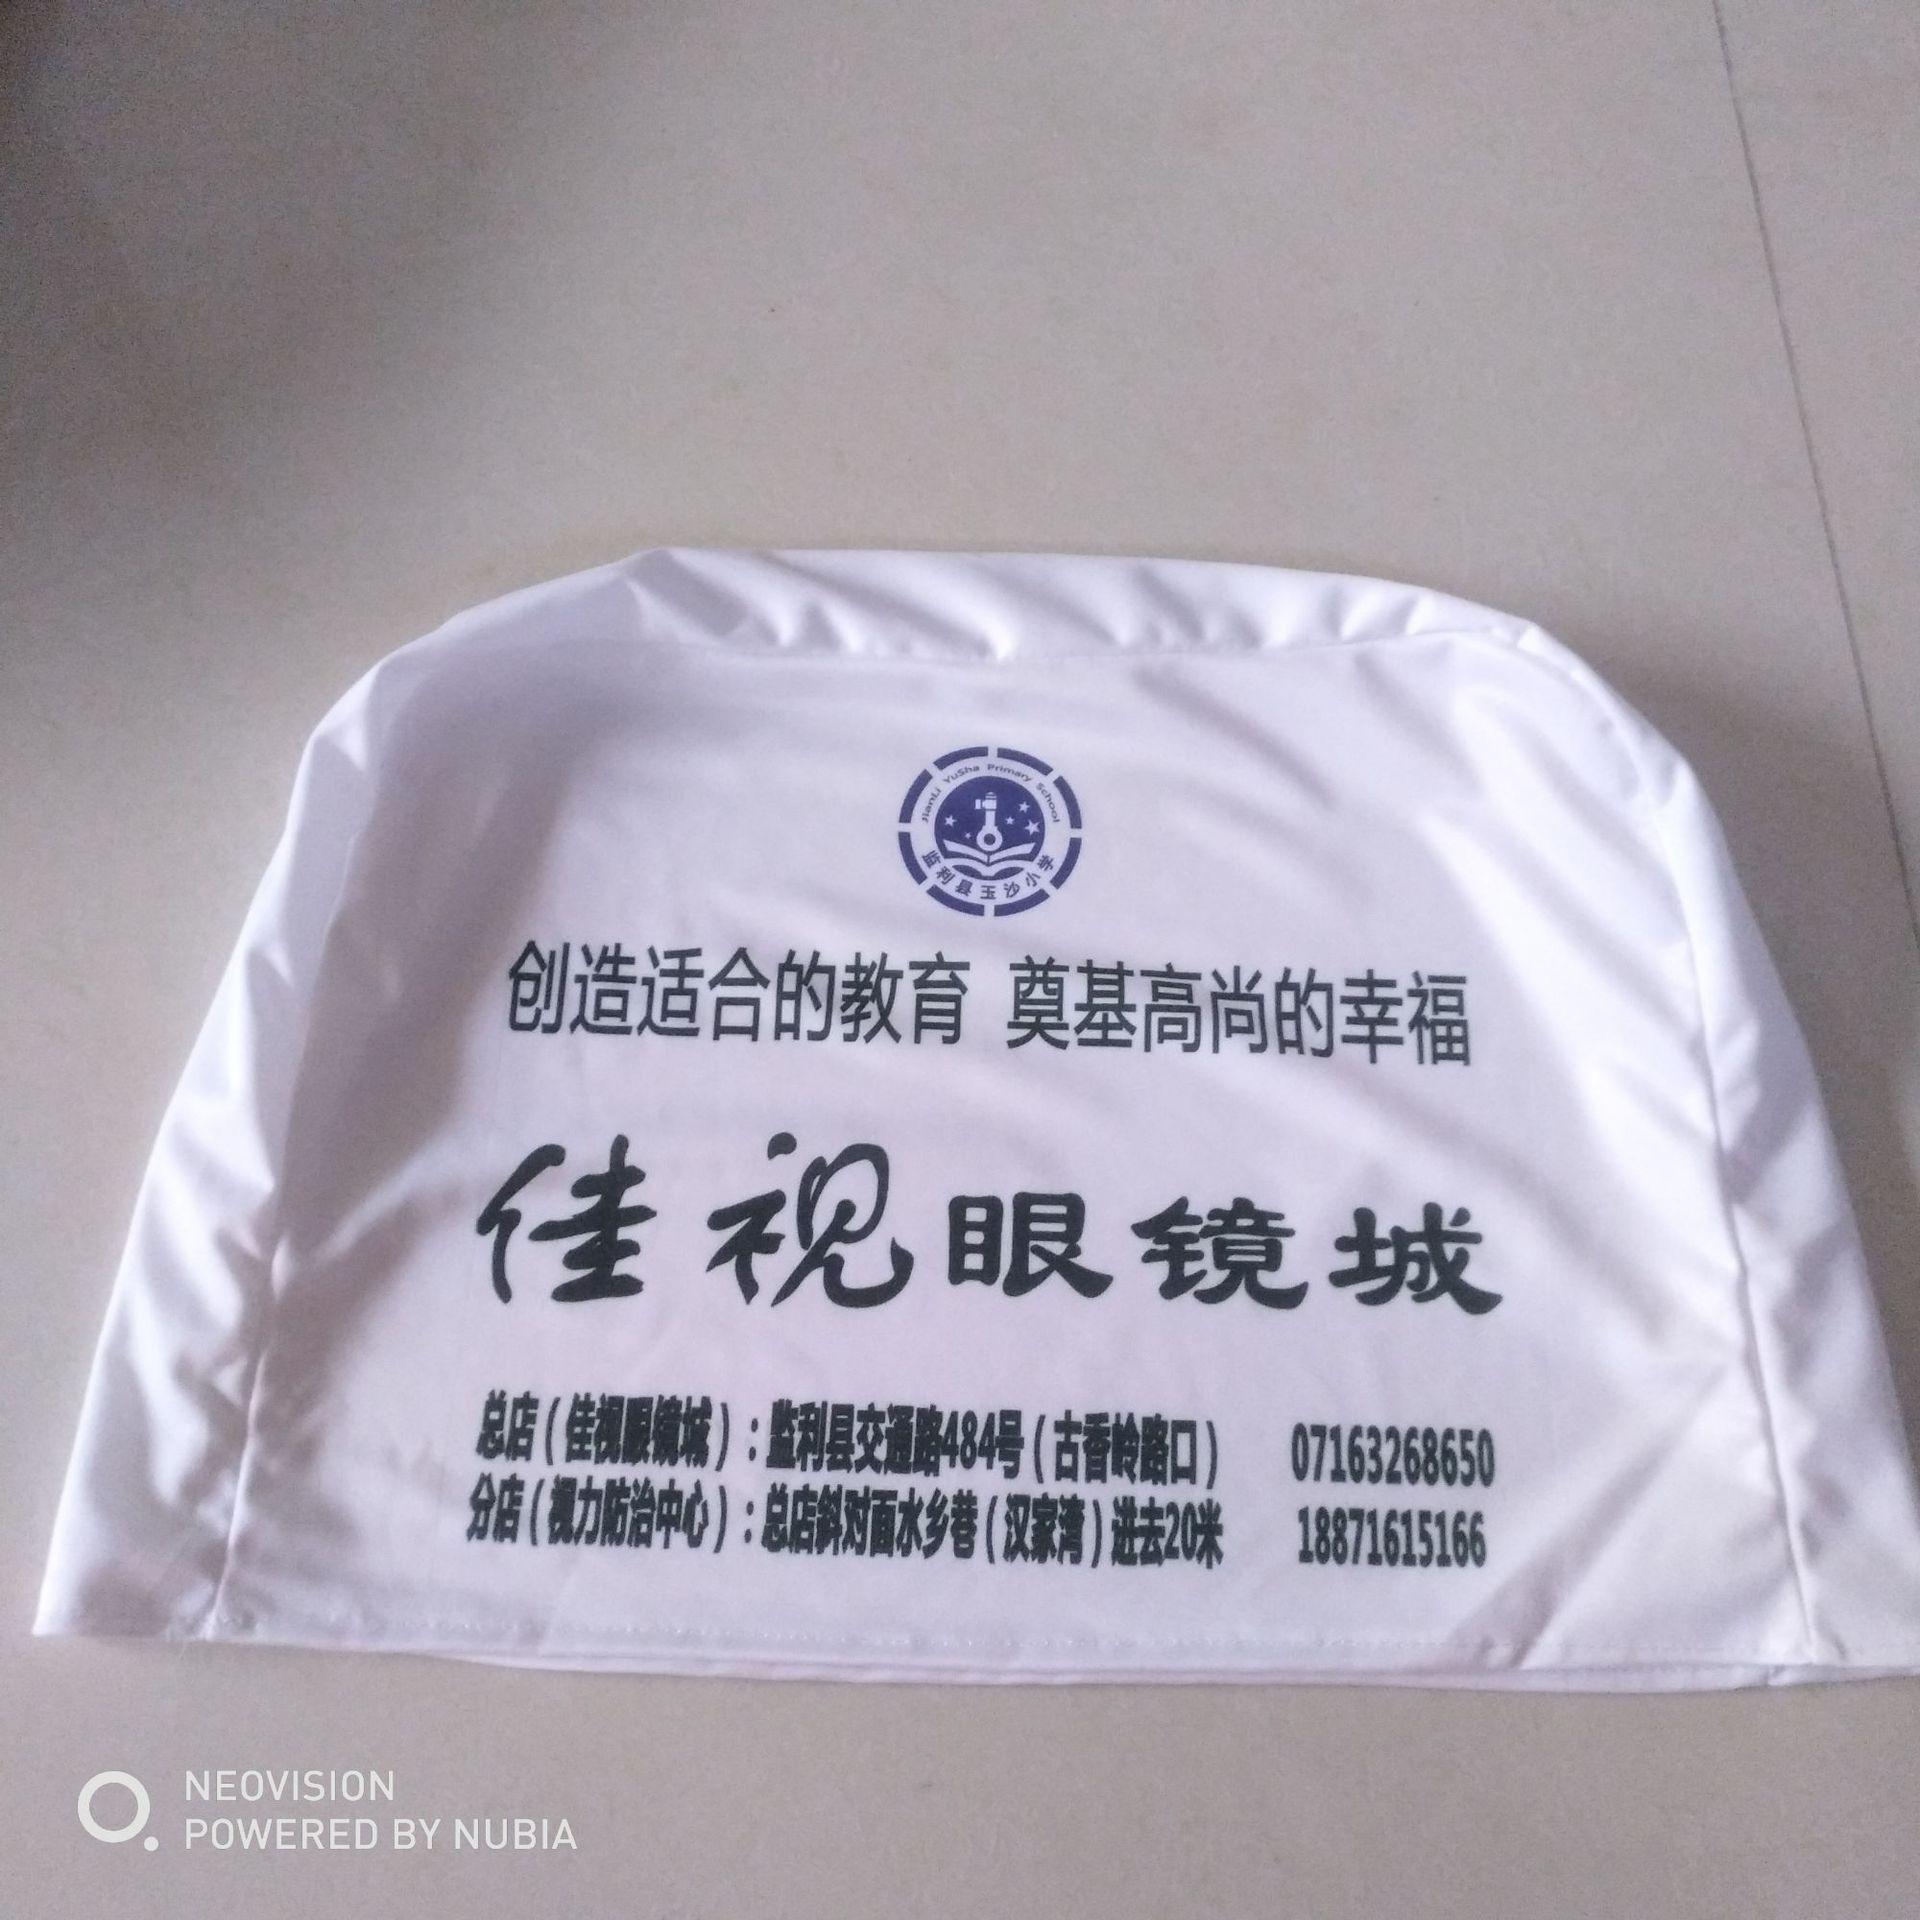 JianLi YuSha Primary School
监利县玉沙小学
创造适合的教育 奠基高尚的幸福
佳视眼镜城
总店(佳视眼镜城):监利县交通路484号(古香岭路口) 07163268650
分店(视力防治中心):总店斜对面水乡巷(汉家湾)进去20米 18871615166
NEOVISION
POWERED BY NUBIA